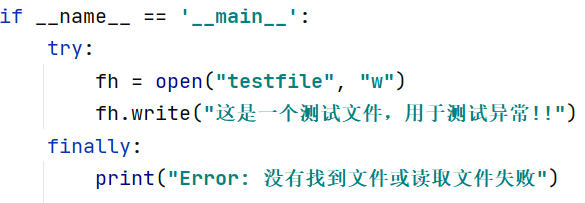 if __name__ == '__main__':
    try:
        fh = open("testfile", "w")
        fh.write("这是一个测试文件，用于测试异常!!")
    finally:
        print("Error: 没有找到文件或读取文件失败")